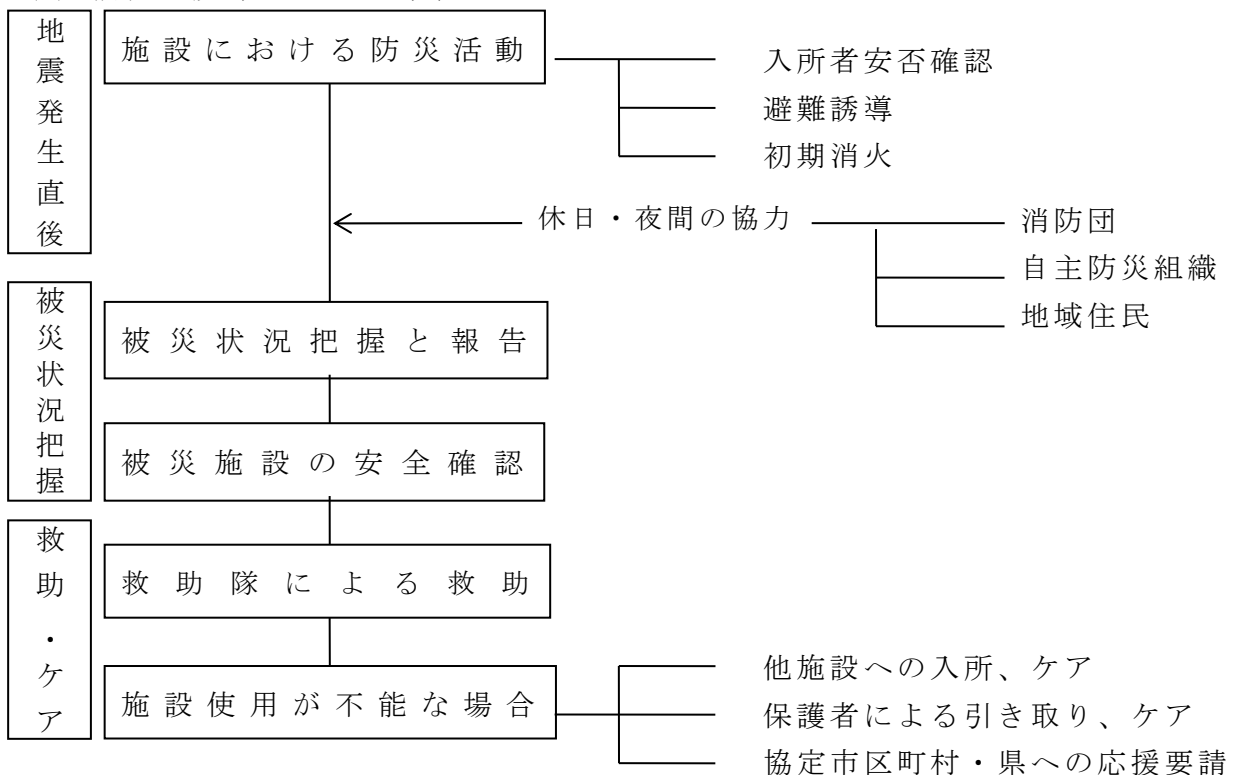 地震発生直後
施設における防災活動
入所者安否確認
避難誘導
初期消火
休日・夜間の協力
消防団
自主防災組織
地域住民
被災状況把握
被災状況把握と報告
被災施設の安全確認
救助・ケア
救助隊による救助
施設使用が不能な場合
他施設への入所、ケア
保護者による引き取り、ケア
協定市区町村・県への応援要請